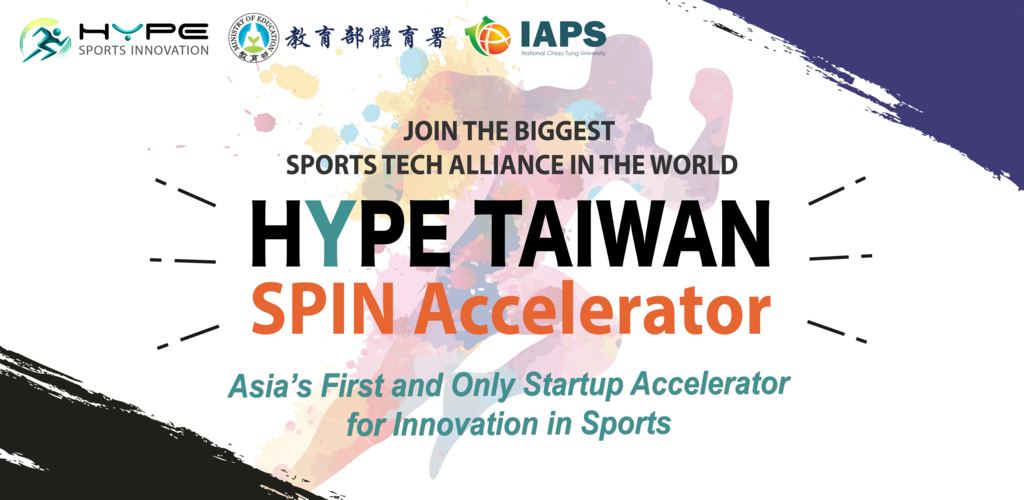 HYPE
SPORTS INNOVATION
MINISTRY OF EDUCATION
教育部
教育部體育署
IAPS
National Chiao Tung University
JOIN THE BIGGEST
SPORTS TECH ALLIANCE IN THE WORLD
HYPE TAIWAN
SPIN Accelerator
Asia's First and Only Startup Accelerator
for Innovation in Sports